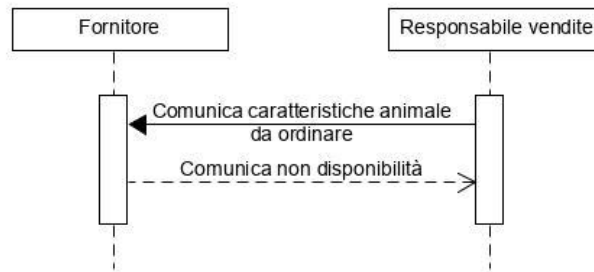 Fornitore
Responsabile vendite
Comunica caratteristiche animale
da ordinare
Comunica non disponibilità